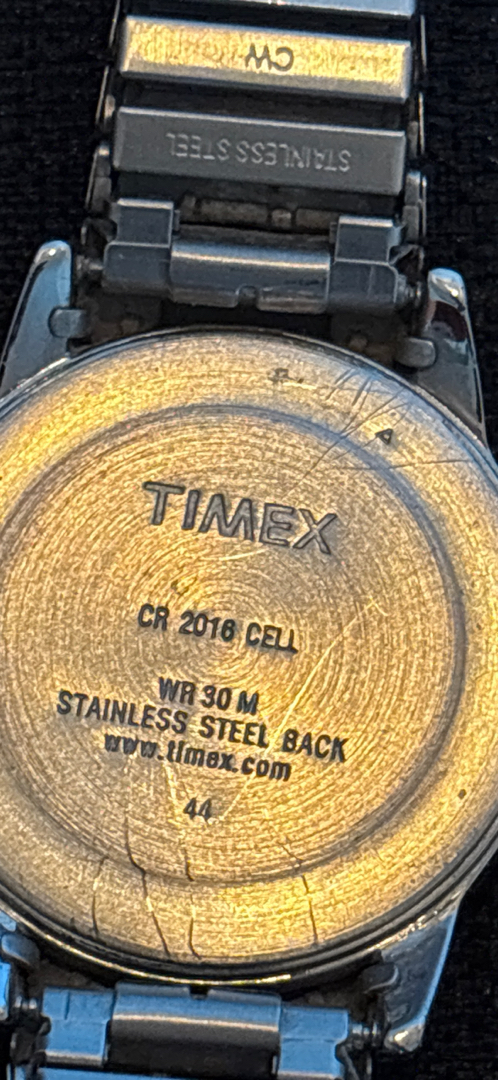 CW
STAINLESS STEEL
TIMEX
CR 2016 CELL
WR 30 M
STAINLESS STEEL BACK
www.timex.com
44